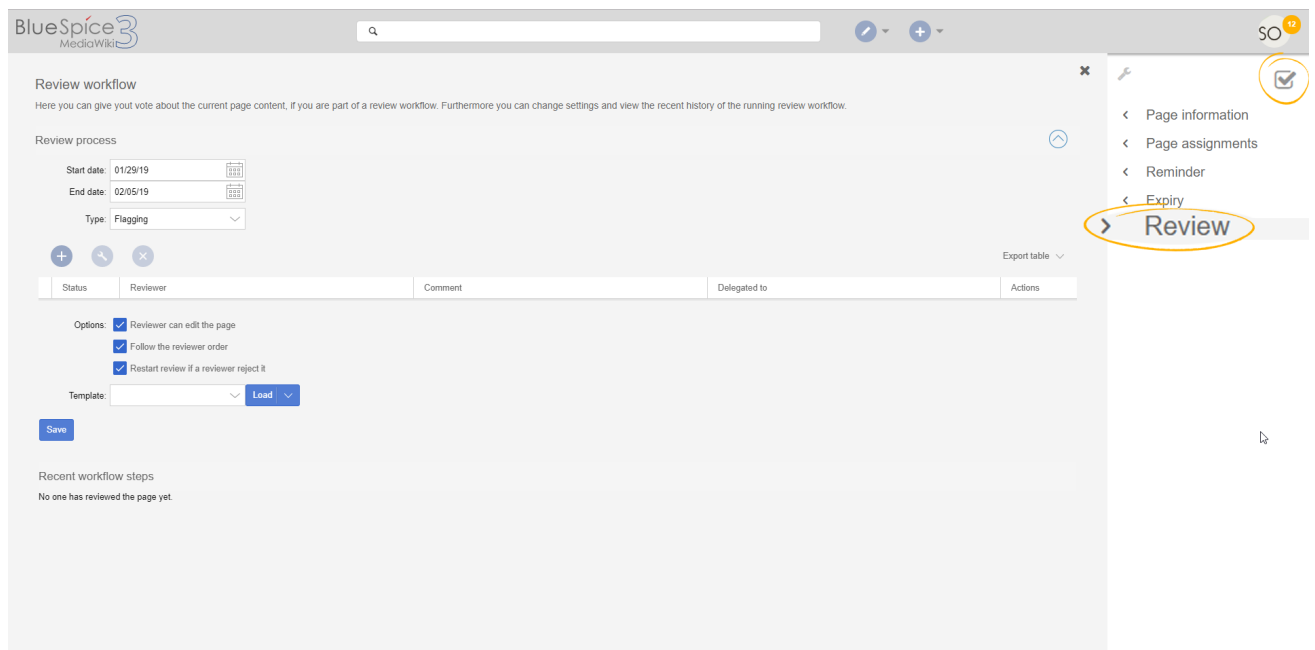 BlueSpice 3
MediaWiki
SO
12
Review workflow
Here you can give yout vote about the current page content, if you are part of a review workflow. Furthermore you can change settings and view the recent history of the running review workflow.
Review process
Start date: 01/29/19
End date: 02/05/19
Type: Flagging
Export table
Status Reviewer Comment Delegated to Actions
Options: Reviewer can edit the page
Follow the reviewer order
Restart review if a reviewer reject it
Template: Load
Save
Recent workflow steps
No one has reviewed the page yet.
Page information
Page assignments
Reminder
Expiry
Review